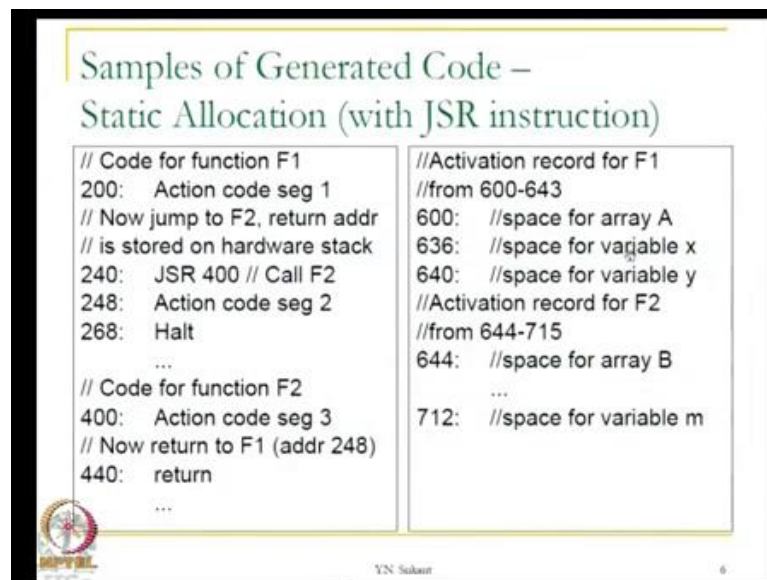 Samples of Generated Code –
Static Allocation (with JSR instruction)
// Code for function F1
200: Action code seg 1
// Now jump to F2, return addr
// is stored on hardware stack
240: JSR 400 // Call F2
248: Action code seg 2
268: Halt
...
// Code for function F2
400: Action code seg 3
// Now return to F1 (addr 248)
440: return
...
//Activation record for F1
//from 600-643
600: //space for array A
636: //space for variable x
640: //space for variable y
//Activation record for F2
//from 644-715
644: //space for array B
...
712: //space for variable m
NPTEL
Y.N. Srikant
6